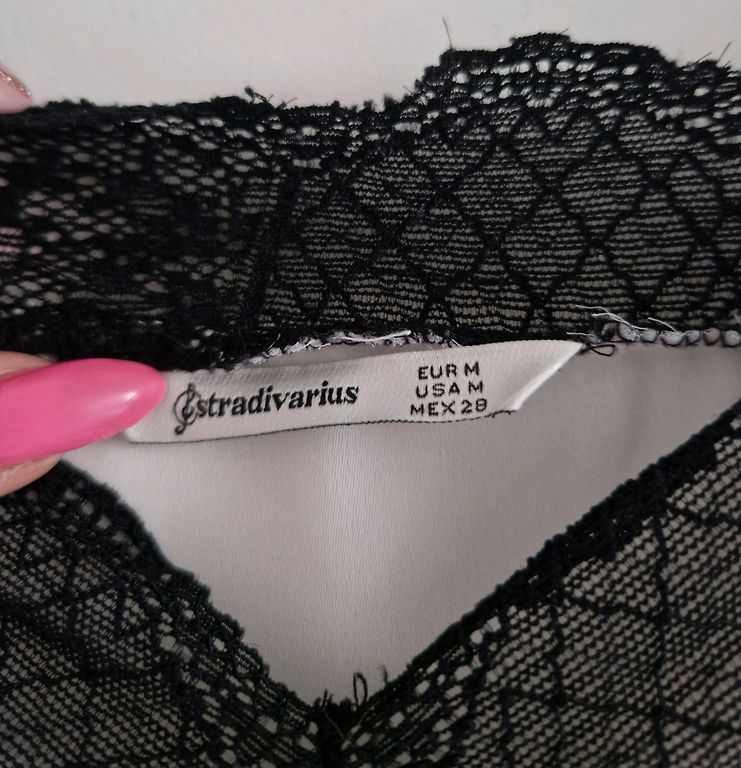 stradivarius
EUR M
USA M
MEX 28